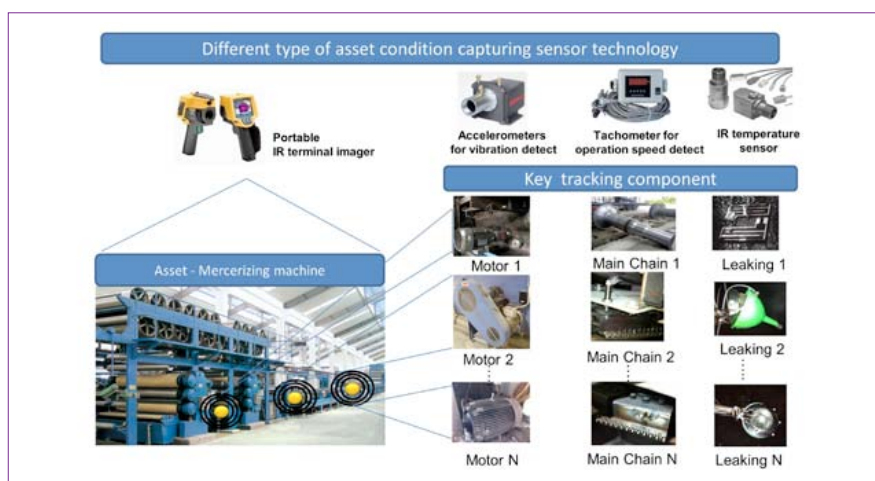 Different type of asset condition capturing sensor technology
Portable
IR terminal imager
Accelerometers
for vibration detect
Tachometer for
operation speed detect
IR temperature
sensor
Key tracking component
Asset - Mercerizing machine
Motor 1
Main Chain 1
Leaking 1
Motor 2
Main Chain 2
Leaking 2
Motor N
Main Chain N
Leaking N